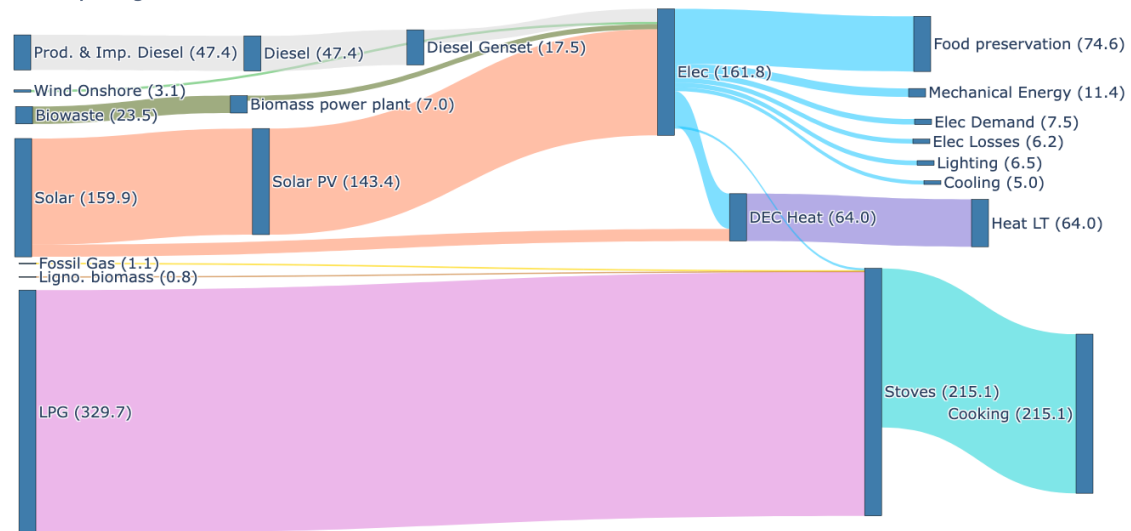 Prod. & Imp. Diesel (47.4)
Diesel (47.4)
Diesel Genset (17.5)
Wind Onshore (3.1)
Biowaste (23.5)
Biomass power plant (7.0)
Solar (159.9)
Solar PV (143.4)
Elec (161.8)
Food preservation (74.6)
Mechanical Energy (11.4)
Elec Demand (7.5)
Elec Losses (6.2)
Lighting (6.5)
Cooling (5.0)
DEC Heat (64.0)
Heat LT (64.0)
Fossil Gas (1.1)
Ligno. biomass (0.8)
LPG (329.7)
Stoves (215.1)
Cooking (215.1)